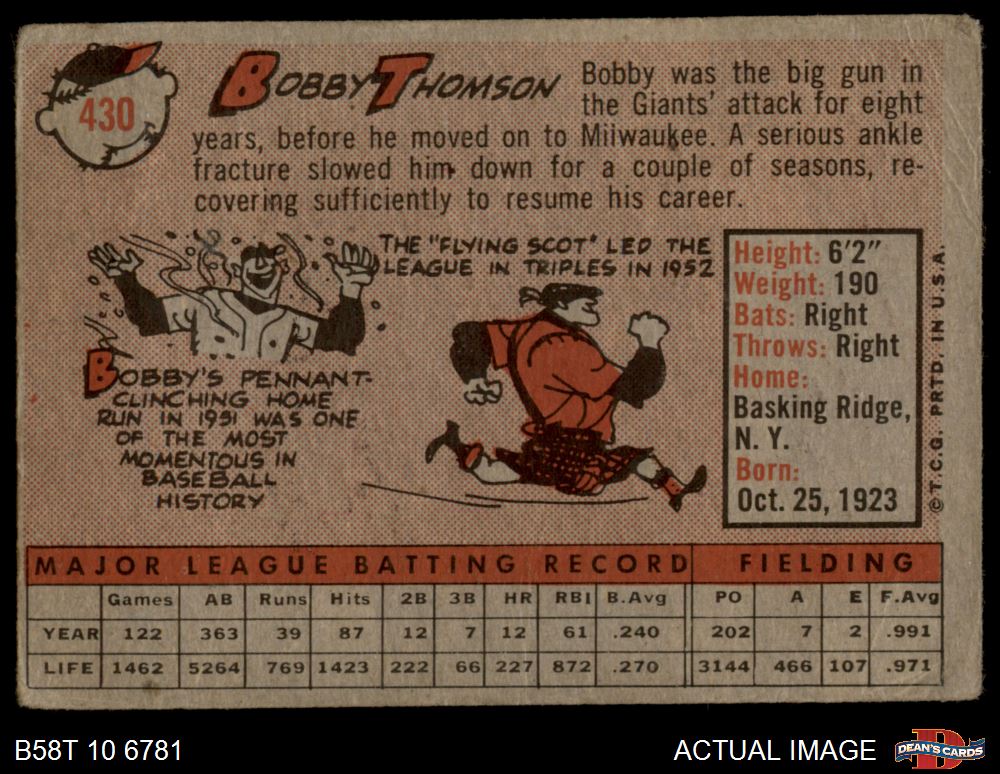 430
BOBBY THOMSON
Bobby was the big gun in
the Giants' attack for eight
years, before he moved on to Miiwaukee. A serious ankle
fracture slowed him down for a couple of seasons, re-
covering sufficiently to resume his career.
THE "FLYING SCOT" LED THE
LEAGUE IN TRIPLES IN 1952
BOBBY'S PENNANT-
CLINCHING HOME
RUN IN 1951 WAS ONE
OF THE MOST
MOMENTOUS IN
BASEBALL
HISTORY
Height: 6'2"
Weight: 190
Bats: Right
Throws: Right
Home:
Basking Ridge,
N. Y.
Born:
Oct. 25, 1923
©T.C.G. PRTD. IN U.S.A.
MAJOR LEAGUE BATTING RECORD FIELDING
Games AB Runs Hits 2B 3B HR RBI B.Avg PO A E F.Avg
YEAR 122 363 39 87 12 7 12 61 .240 202 7 2 .991
LIFE 1462 5264 769 1423 222 66 227 872 .270 3144 466 107 .971
B58T 10 6781 ACTUAL IMAGE DEAN'S CARDS